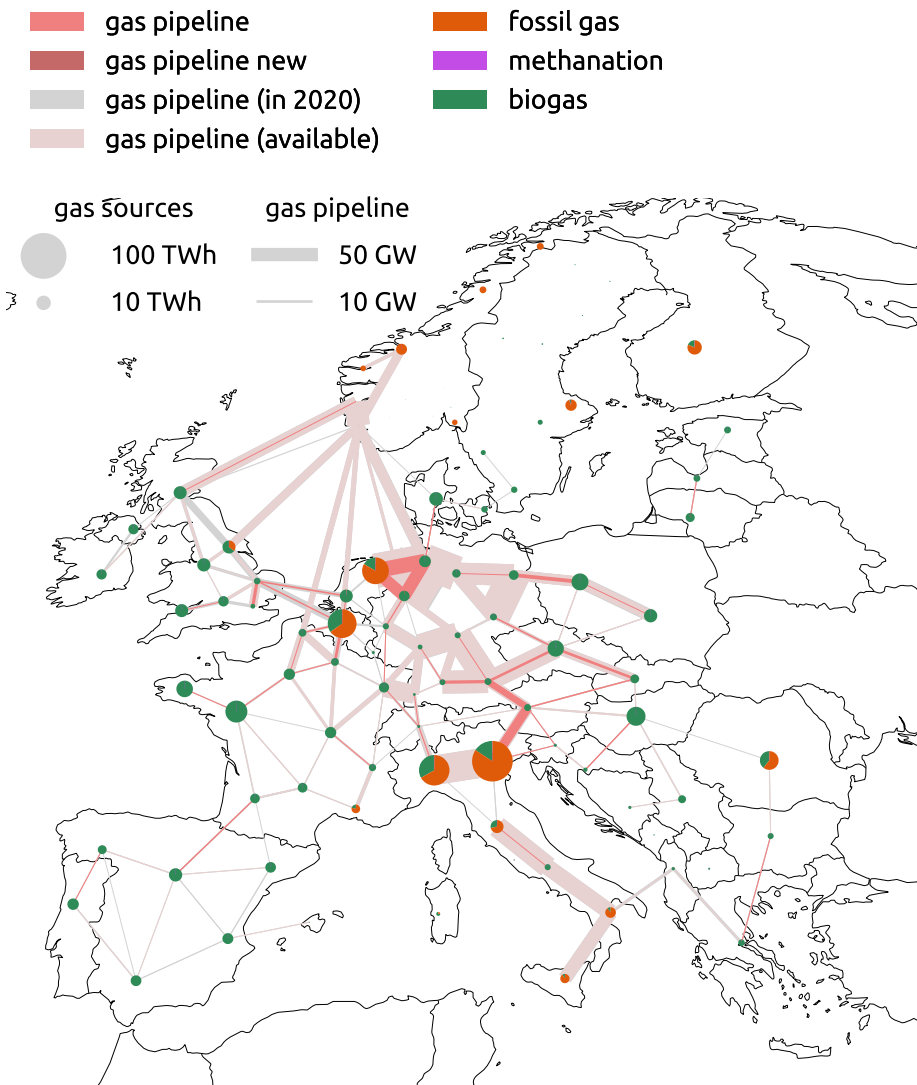 gas pipeline
gas pipeline new
gas pipeline (in 2020)
gas pipeline (available)
fossil gas
methanation
biogas
gas sources
100 TWh
10 TWh
gas pipeline
50 GW
10 GW